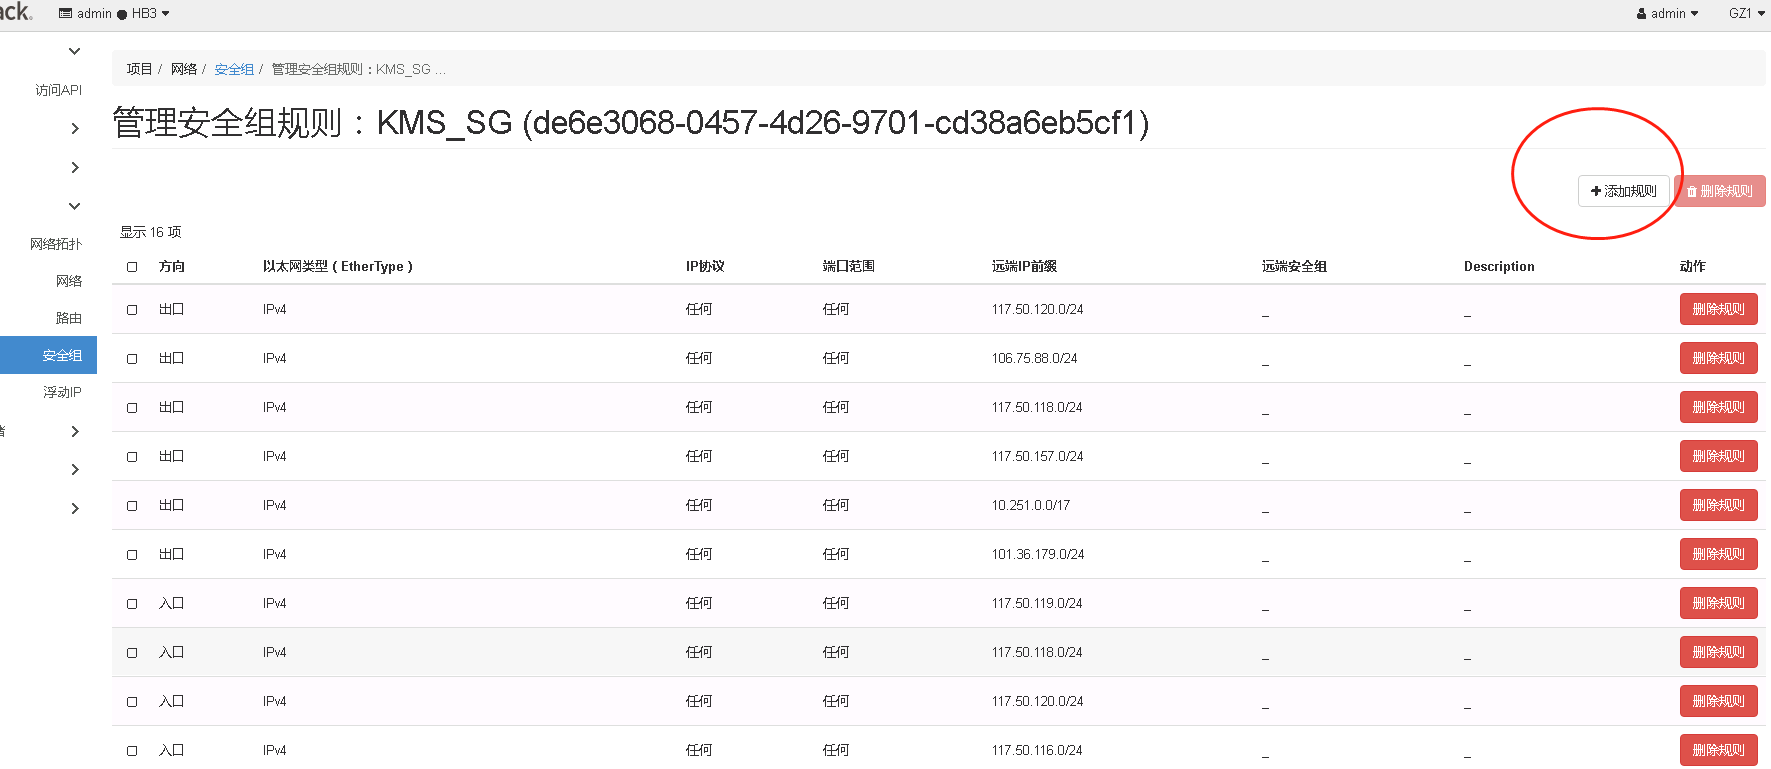 ack. admin HB3 admin GZ1
项目 / 网络 / 安全组 / 管理安全组规则：KMS_SG ...
访问API
管理安全组规则：KMS_SG (de6e3068-0457-4d26-9701-cd38a6eb5cf1)
添加规则 删除规则
网络拓扑
网络
路由
安全组
浮动IP
显示 16 项
方向 以太网类型（EtherType） IP协议 端口范围 远端IP前缀 远端安全组 Description 动作
出口 IPv4 任何 任何 117.50.120.0/24 _ _ 删除规则
出口 IPv4 任何 任何 106.75.88.0/24 _ _ 删除规则
出口 IPv4 任何 任何 117.50.118.0/24 _ _ 删除规则
出口 IPv4 任何 任何 117.50.157.0/24 _ _ 删除规则
出口 IPv4 任何 任何 10.251.0.0/17 _ _ 删除规则
出口 IPv4 任何 任何 101.36.179.0/24 _ _ 删除规则
入口 IPv4 任何 任何 117.50.119.0/24 _ _ 删除规则
入口 IPv4 任何 任何 117.50.118.0/24 _ _ 删除规则
入口 IPv4 任何 任何 117.50.120.0/24 _ _ 删除规则
入口 IPv4 任何 任何 117.50.116.0/24 _ _ 删除规则